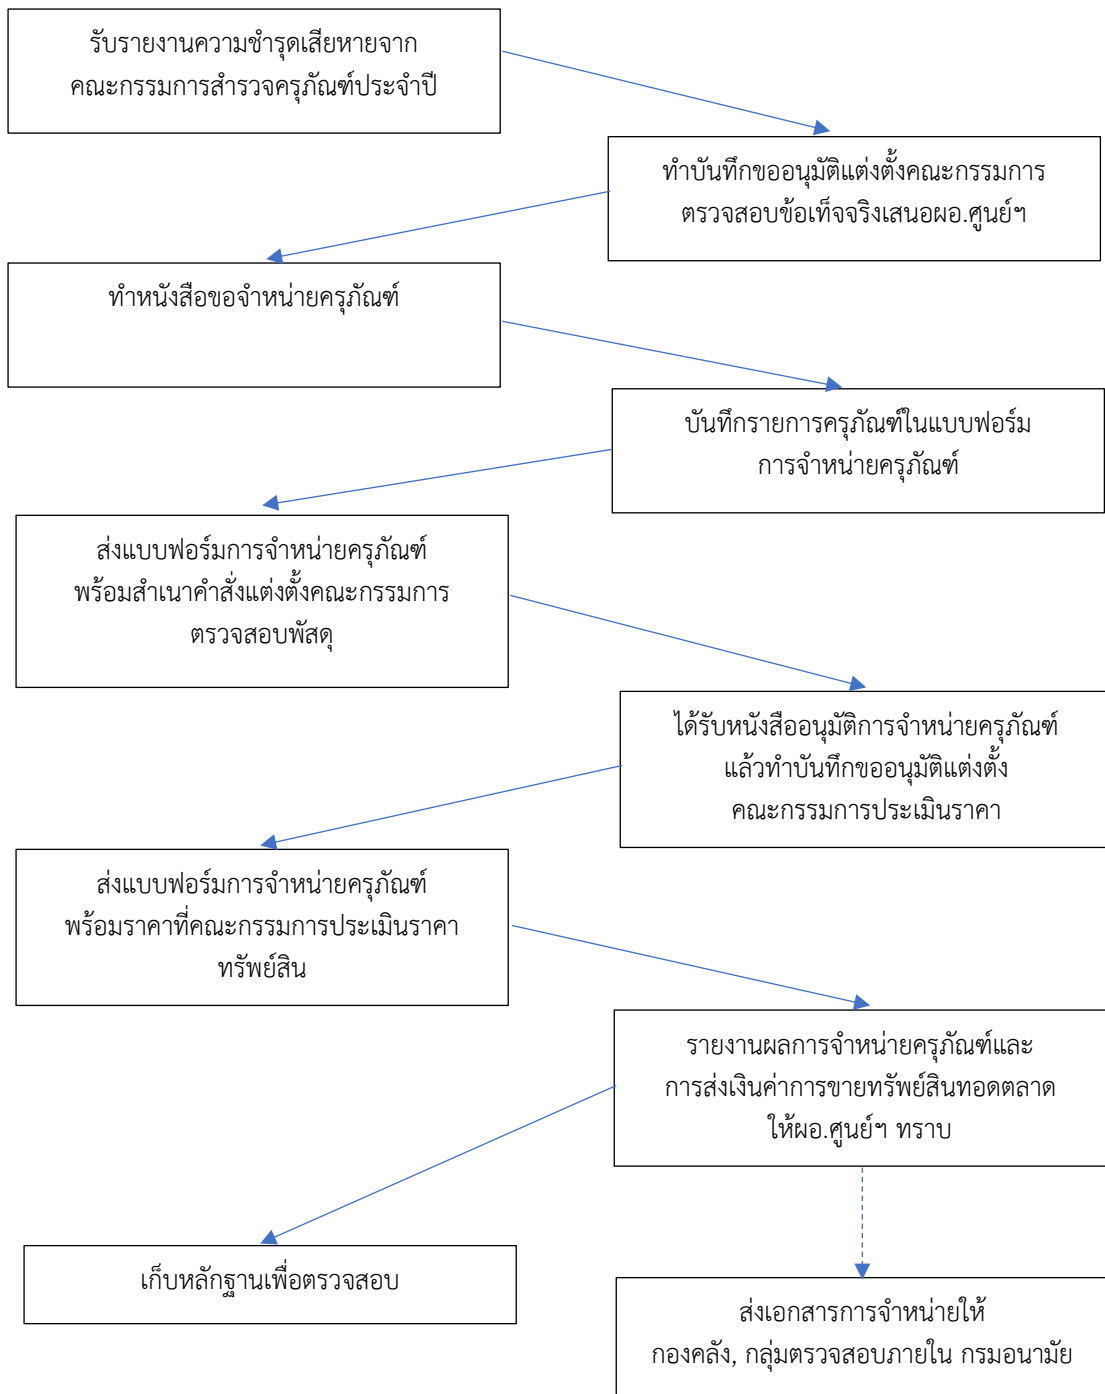 รับรายงานความชำรุดเสียหายจาก
คณะกรรมการสำรวจครุภัณฑ์ประจำปี
ทำบันทึกขออนุมัติแต่งตั้งคณะกรรมการ
ตรวจสอบข้อเท็จจริงเสนอผอ.ศูนย์ฯ
ทำหนังสือขอจำหน่ายครุภัณฑ์
บันทึกรายการครุภัณฑ์ในแบบฟอร์ม
การจำหน่ายครุภัณฑ์
ส่งแบบฟอร์มการจำหน่ายครุภัณฑ์
พร้อมสำเนาคำสั่งแต่งตั้งคณะกรรมการ
ตรวจสอบพัสดุ
ได้รับหนังสืออนุมัติการจำหน่ายครุภัณฑ์
แล้วทำบันทึกขออนุมัติแต่งตั้ง
คณะกรรมการประเมินราคา
ส่งแบบฟอร์มการจำหน่ายครุภัณฑ์
พร้อมราคาที่คณะกรรมการประเมินราคา
ทรัพย์สิน
รายงานผลการจำหน่ายครุภัณฑ์และ
การส่งเงินค่าการขายทรัพย์สินทอดตลาด
ให้ผอ.ศูนย์ฯ ทราบ
เก็บหลักฐานเพื่อตรวจสอบ
ส่งเอกสารการจำหน่ายให้
กองคลัง, กลุ่มตรวจสอบภายใน กรมอนามัย